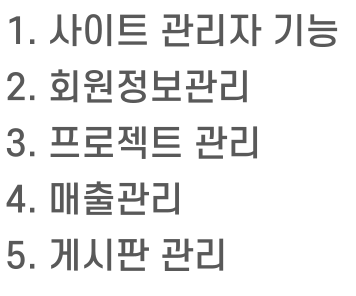 1. 사이트 관리자 기능
2. 회원정보관리
3. 프로젝트 관리
4. 매출관리
5. 게시판 관리